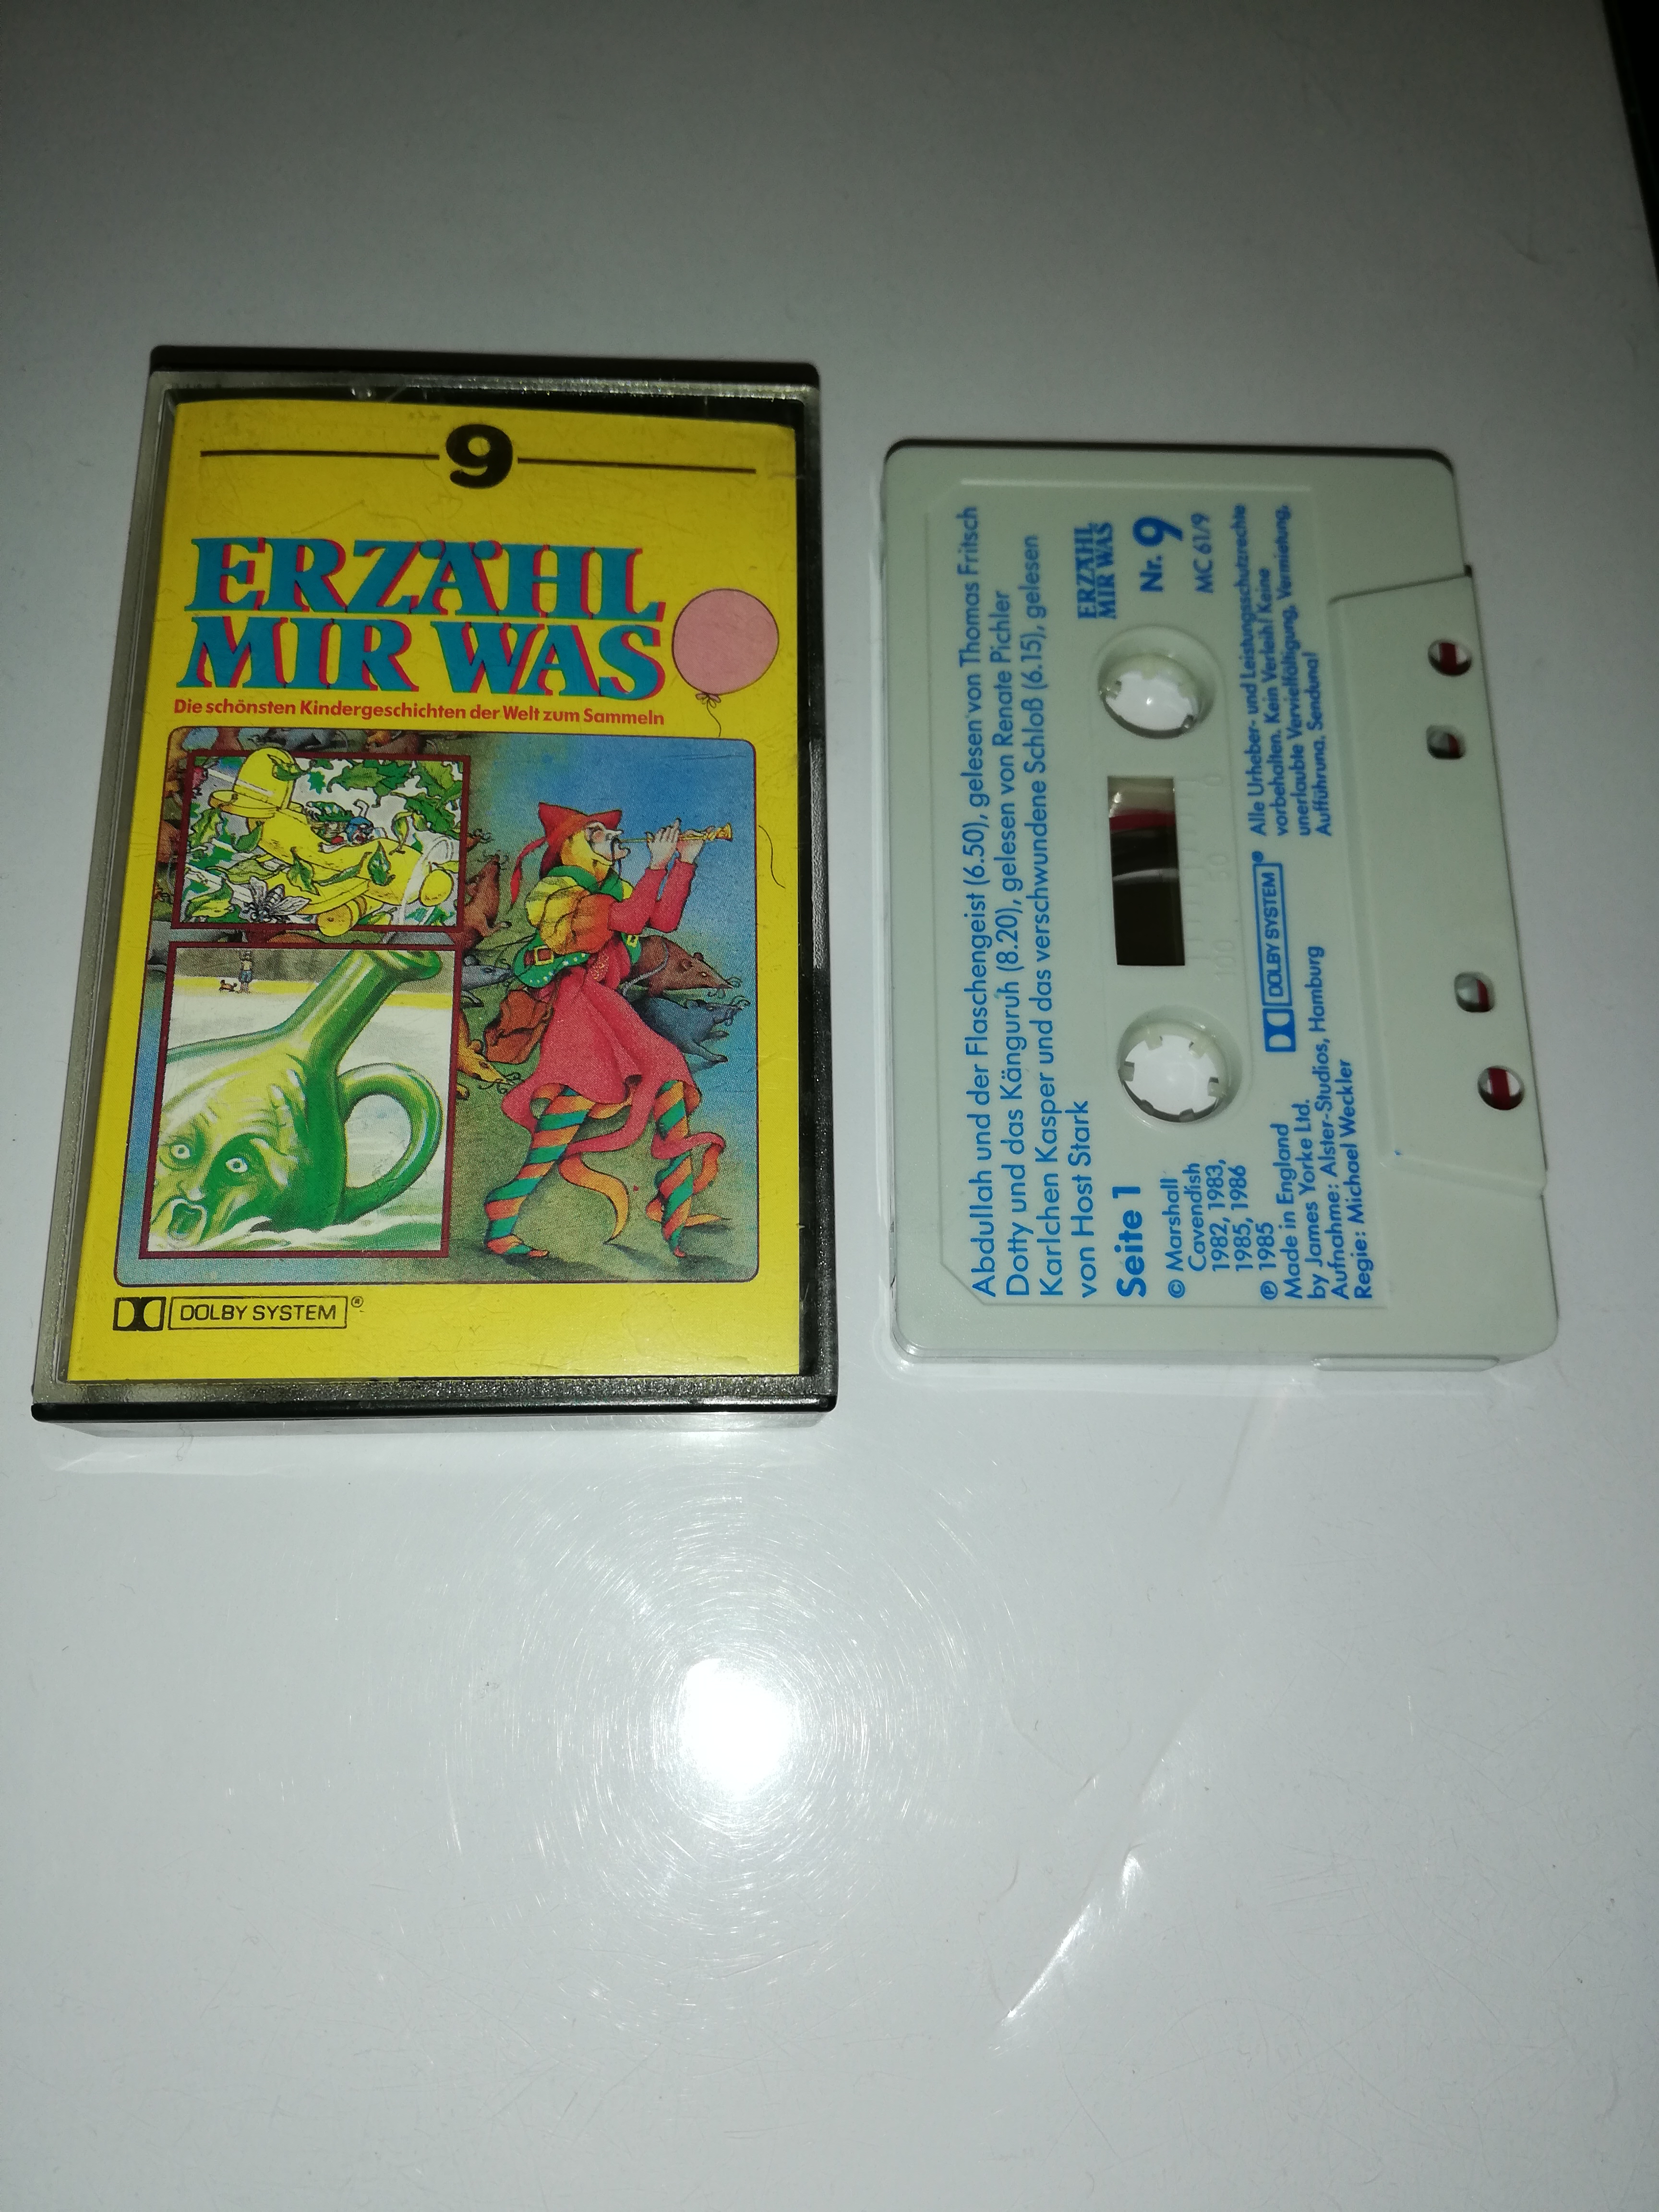 9
ERZÄHL
MIR WAS
Die schönsten Kindergeschichten der Welt zum Sammeln
DOLBY SYSTEM®
Abdullah und der Flaschengeist (6.50), gelesen von Thomas Fritsch
Dotty und das Känguruh (8.20), gelesen von Renate Pichler
Karlchen Kasper und das verschwundene Schloß (6.15), gelesen
von Host Stark
ERZÄHL
MIR WAS
Nr. 9
MC 61/9
Seite 1
© Marshall
Cavendish
1982, 1983,
1985, 1986
℗ 1985
Made in England
by James Yorke Ltd.
Aufnahme: Alster-Studios, Hamburg
Regie: Michael Weckler
DOLBY SYSTEM®
Alle Urheber- und Leistungsschutzrechte
vorbehalten. Kein Verleih! Keine
unerlaubte Vervielfältigung, Vermietung,
Aufführung, Sendung!
100 50 0